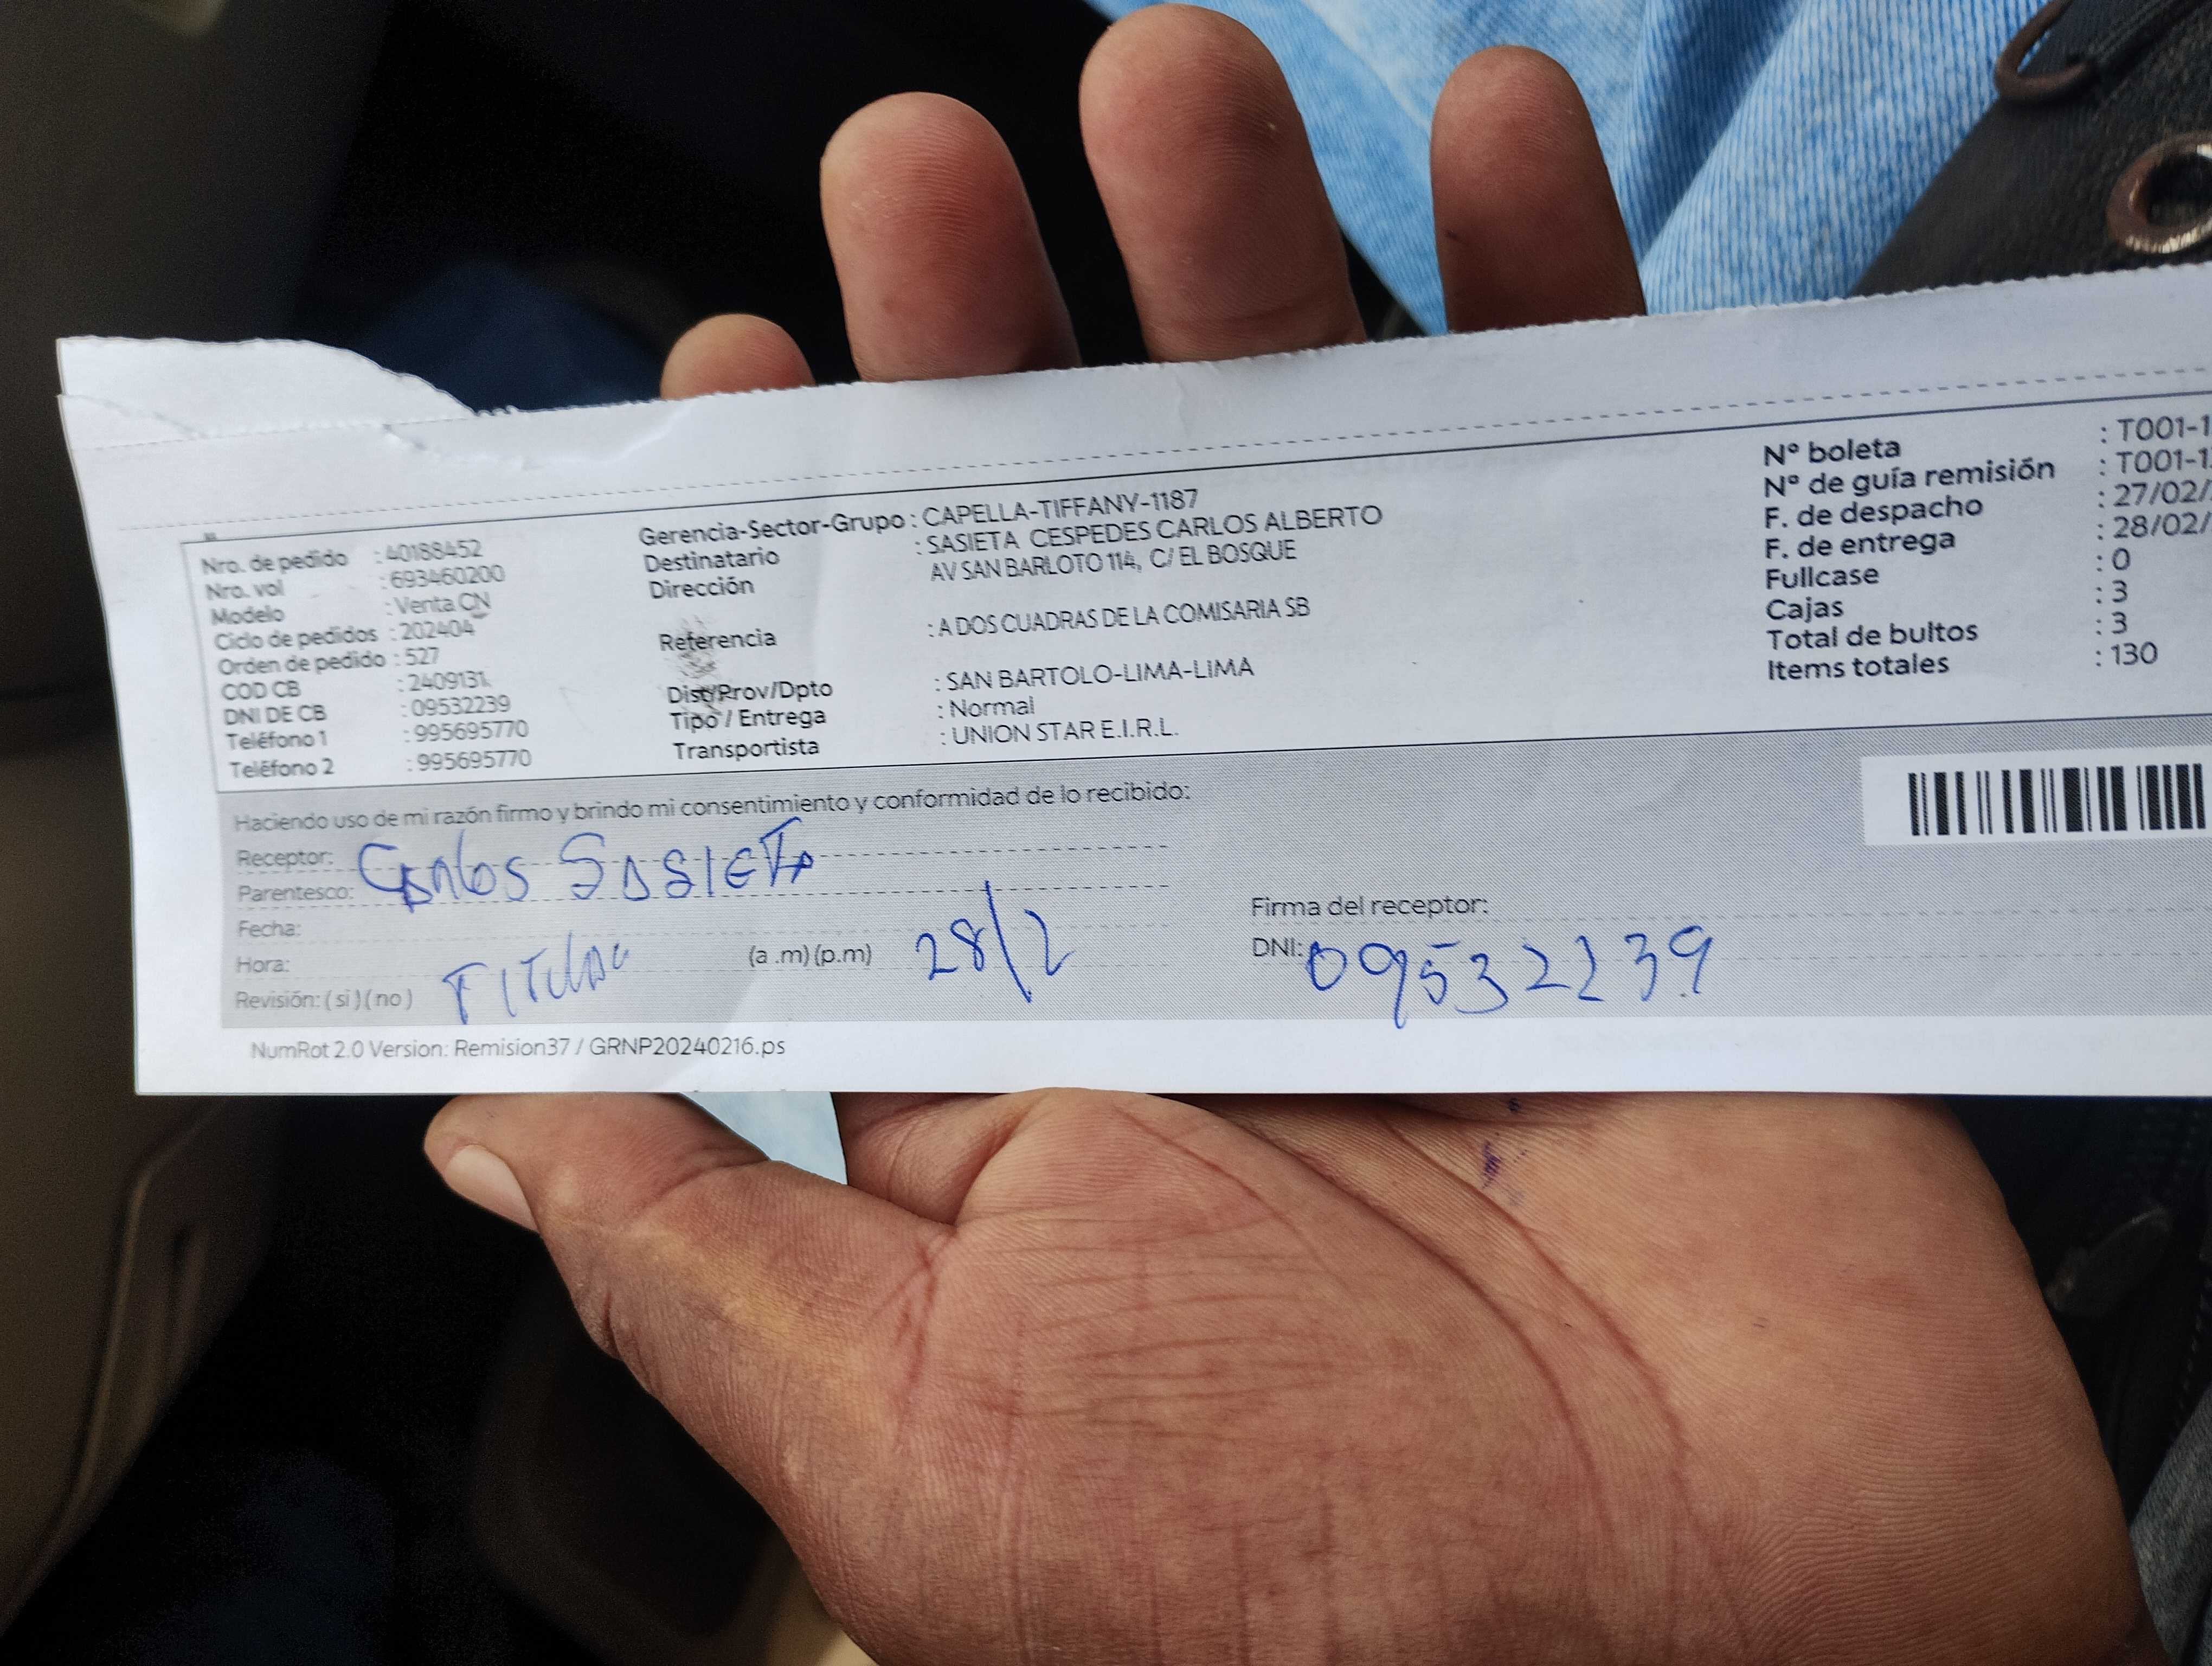 Nro. de pedido : 40188452
Nro. vol : 693460200
Modelo : Venta CN
Ciclo de pedidos : 202404
Orden de pedido : 527
COD CB : 2409131
DNI DE CB : 09532239
Teléfono 1 : 995695770
Teléfono 2 : 995695770
Gerencia-Sector-Grupo : CAPELLA-TIFFANY-1187
Destinatario : SASIETA CESPEDES CARLOS ALBERTO
Dirección AV SAN BARLOTO 114, C/ EL BOSQUE
Referencia : A DOS CUADRAS DE LA COMISARIA SB
Dist/Prov/Dpto : SAN BARTOLO-LIMA-LIMA
Tipo / Entrega : Normal
Transportista : UNION STAR E.I.R.L.
Nº boleta : T001-1
Nº de guía remisión : T001-1
F. de despacho : 27/02/
F. de entrega : 28/02/
Fullcase : 0
Cajas : 3
Total de bultos : 3
Items totales : 130
Haciendo uso de mi razón firmo y brindo mi consentimiento y conformidad de lo recibido:
Receptor: Carlos SASIETA
Parentesco:
Fecha:
Hora: (a .m) (p.m) 28/2
Revisión: ( si ) ( no ) TITULAR
Firma del receptor:
DNI: 09532239
NumRot 2.0 Version: Remision37 / GRNP20240216.ps